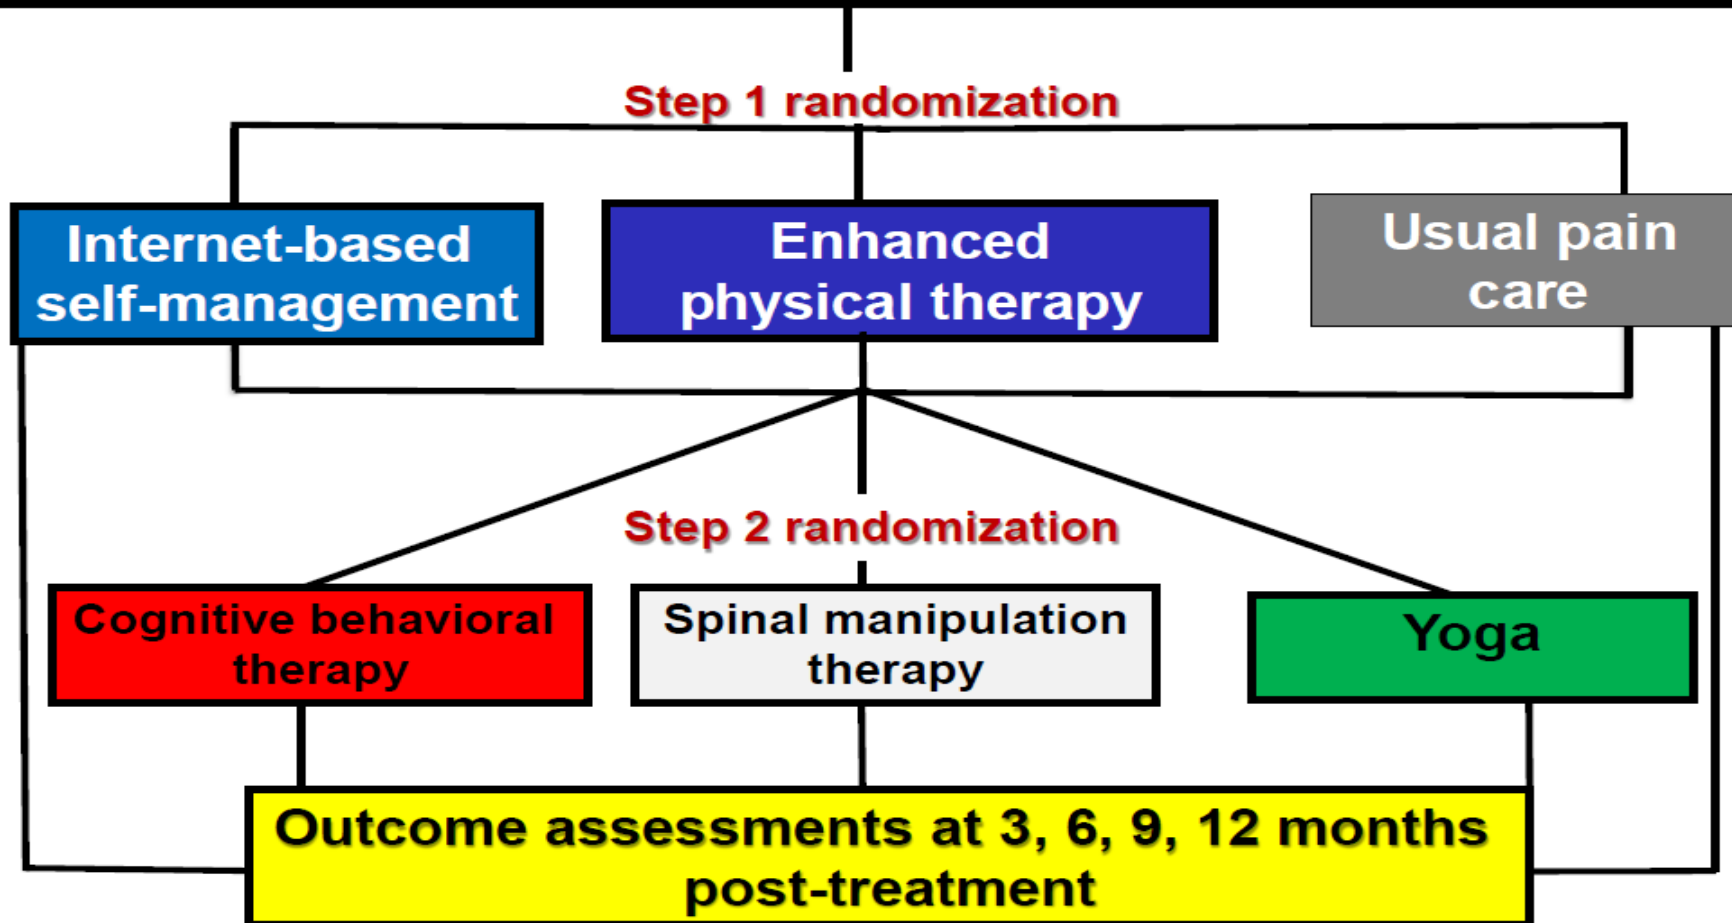 Step 1 randomization
Internet-based
self-management
Enhanced
physical therapy
Usual pain
care
Step 2 randomization
Cognitive behavioral
therapy
Spinal manipulation
therapy
Yoga
Outcome assessments at 3, 6, 9, 12 months
post-treatment